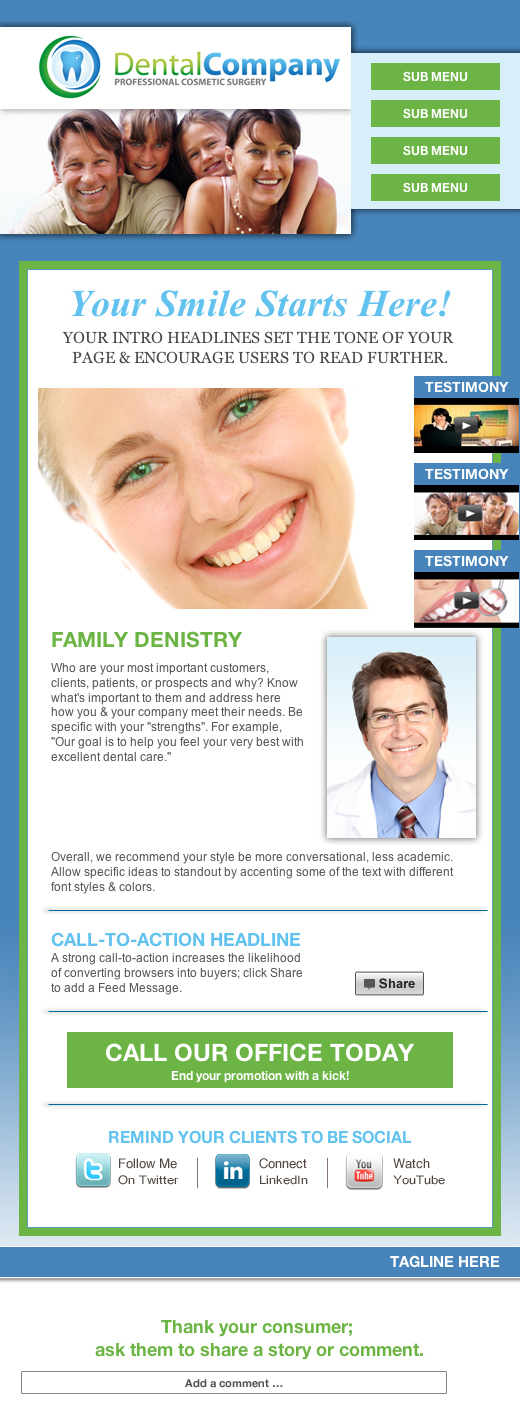 DentalCompany
PROFESSIONAL COSMETIC SURGERY
SUB MENU
SUB MENU
SUB MENU
SUB MENU
Your Smile Starts Here!
YOUR INTRO HEADLINES SET THE TONE OF YOUR
PAGE & ENCOURAGE USERS TO READ FURTHER.
TESTIMONY
TESTIMONY
TESTIMONY
FAMILY DENISTRY
Who are your most important customers,
clients, patients, or prospects and why? Know
what's important to them and address here
how you & your company meet their needs. Be
specific with your "strengths". For example,
"Our goal is to help you feel your very best with
excellent dental care."
Overall, we recommend your style be more conversational, less academic.
Allow specific ideas to standout by accenting some of the text with different
font styles & colors.
CALL-TO-ACTION HEADLINE
A strong call-to-action increases the likelihood
of converting browsers into buyers; click Share
to add a Feed Message.
Share
CALL OUR OFFICE TODAY
End your promotion with a kick!
REMIND YOUR CLIENTS TO BE SOCIAL
Follow Me
On Twitter
in
Connect
LinkedIn
You
Tube
Watch
YouTube
TAGLINE HERE
Thank your consumer;
ask them to share a story or comment.
Add a comment ...